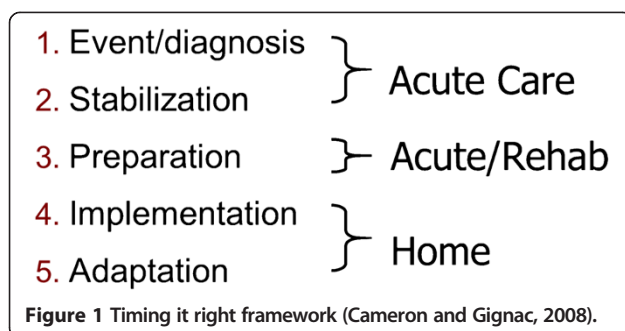 1. Event/diagnosis
2. Stabilization
Acute Care
3. Preparation
Acute/Rehab
4. Implementation
5. Adaptation
Home
Figure 1 Timing it right framework (Cameron and Gignac, 2008).